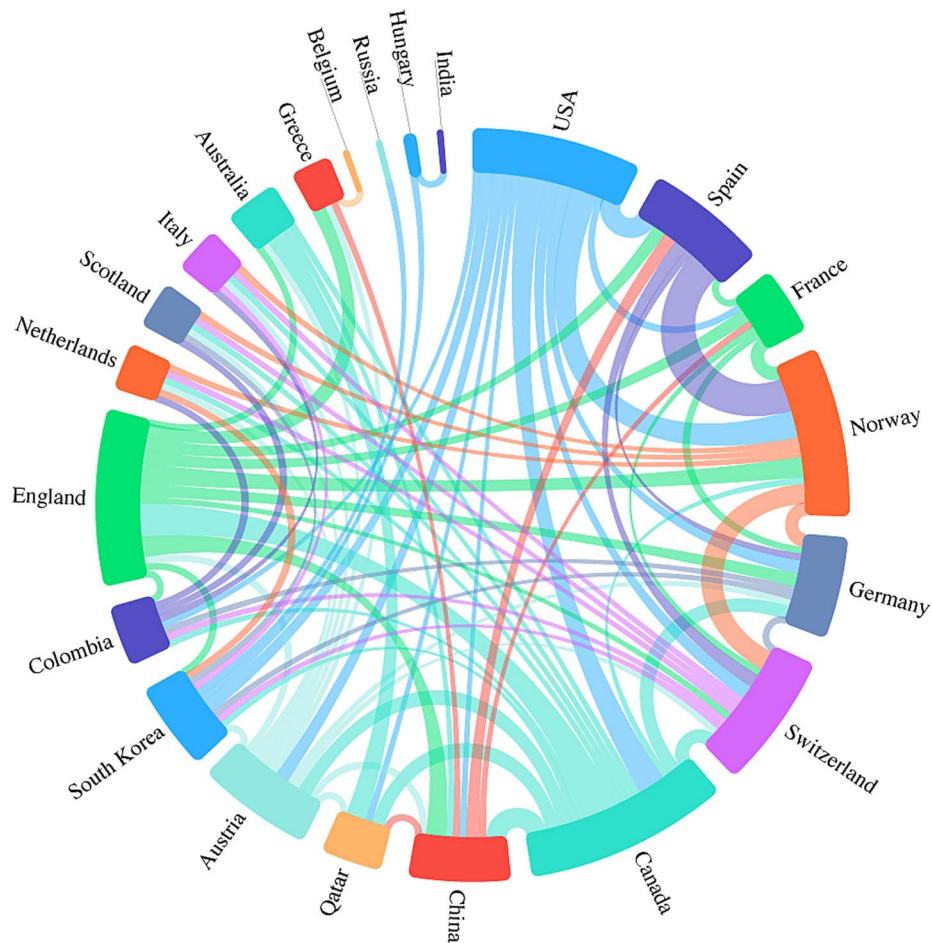 USA
Spain
France
Norway
Germany
Switzerland
Canada
China
Qatar
Austria
South Korea
Colombia
England
Netherlands
Scotland
Italy
Australia
Greece
Belgium
Russia
Hungary
India